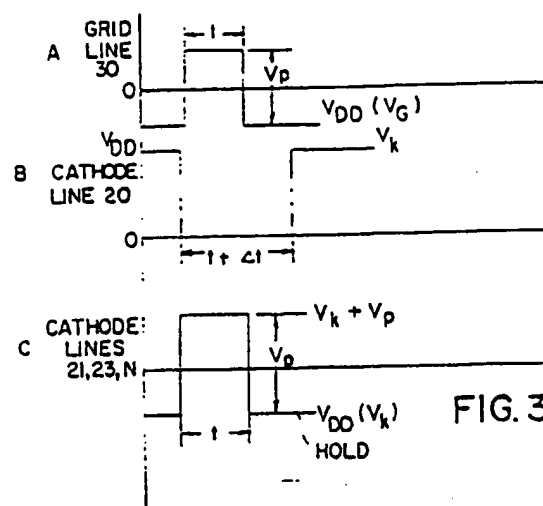 GRID
A LINE
30
t
Vp
0
VDD (VG)
VDD
Vk
B CATHODE
LINE 20
0
t + Δt
CATHODE
Vk + Vp
C LINES
21,23,N
Vp
VDD (Vk)
FIG. 3
t
HOLD